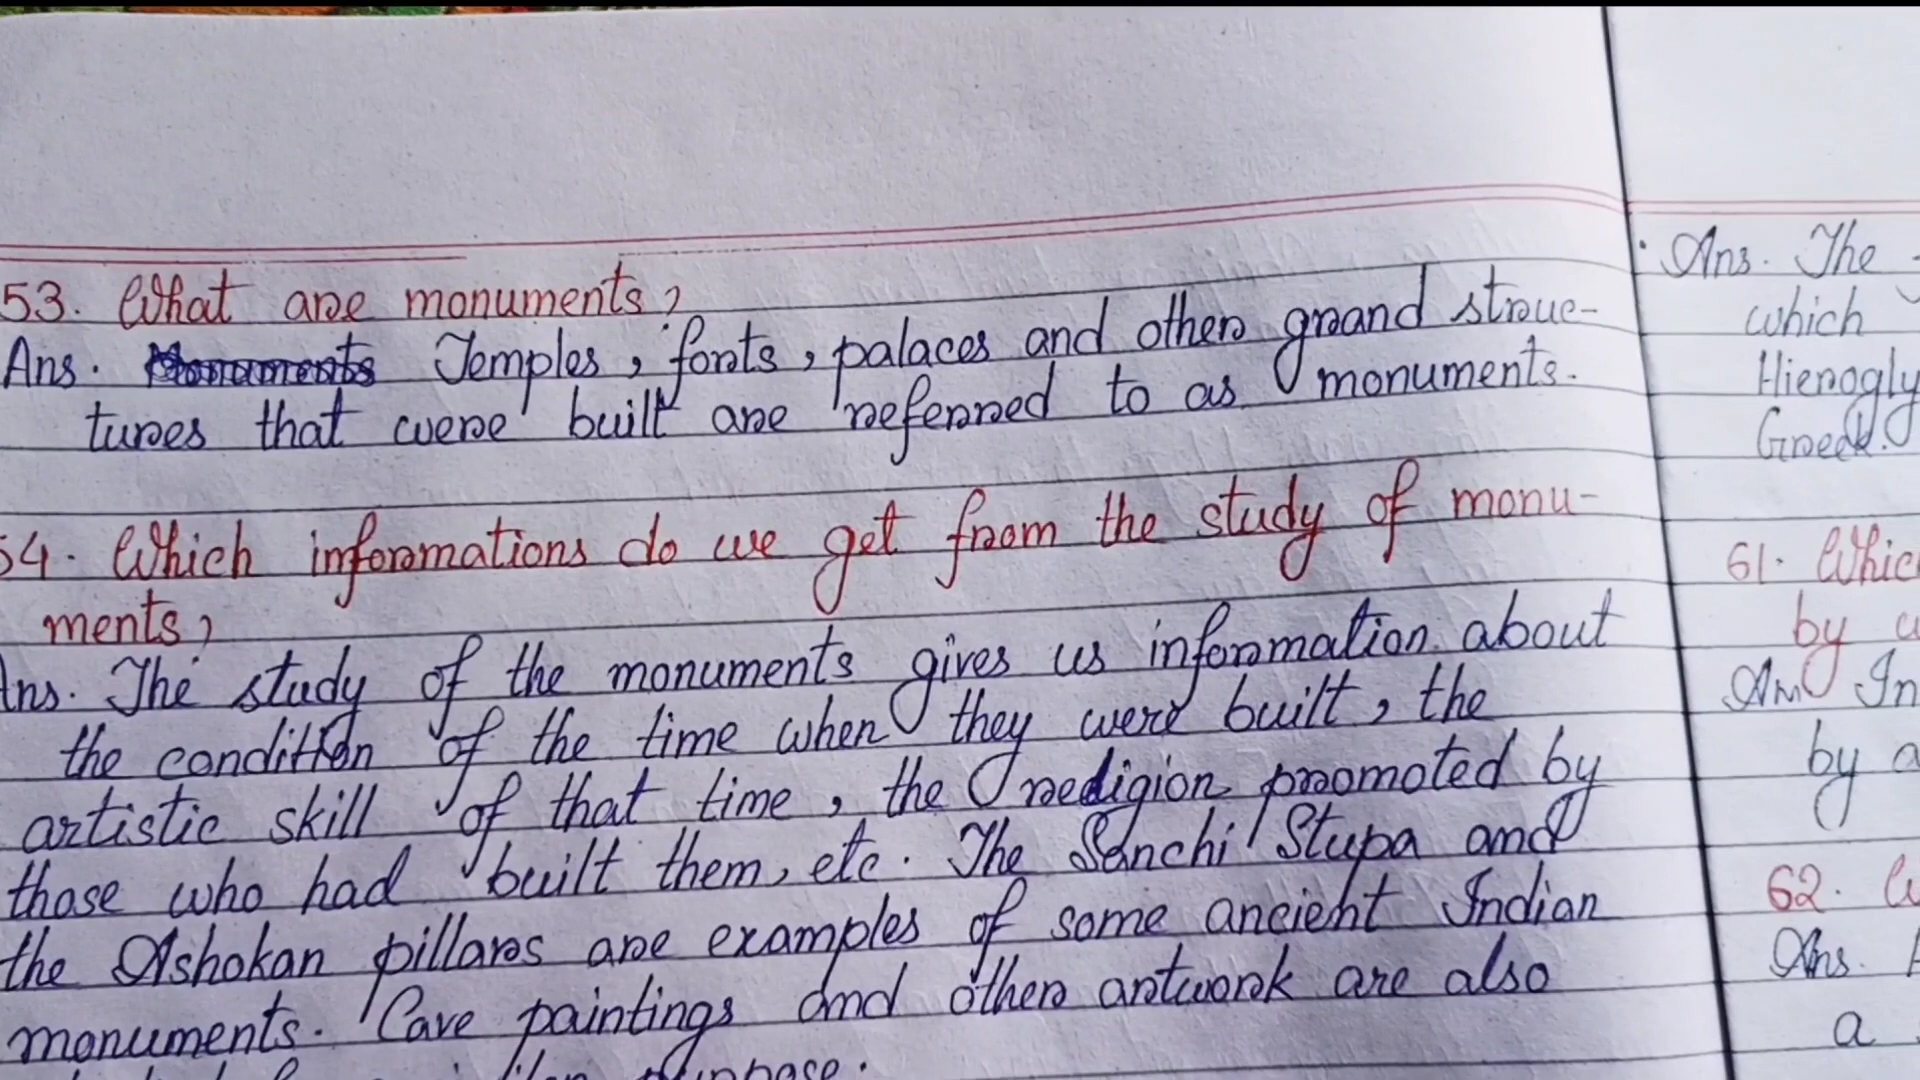 53. What are monuments?
Ans. Monuments Temples, forts, palaces and other grand struc-
tures that were built are referred to as monuments.
54. Which informations do we get from the study of monu-
ments?
Ans. The study of the monuments gives us information about
the condition of the time when they were built, the
artistic skill of that time, the religion promoted by
those who had built them, etc. The Sanchi Stupa and
the Ashokan pillars are examples of some ancient Indian
monuments. Cave paintings and other artwork are also
Ans. The
which
Hierogly
Greek.
61. Whic
by
Ans In
by a
62.
Ans.
a